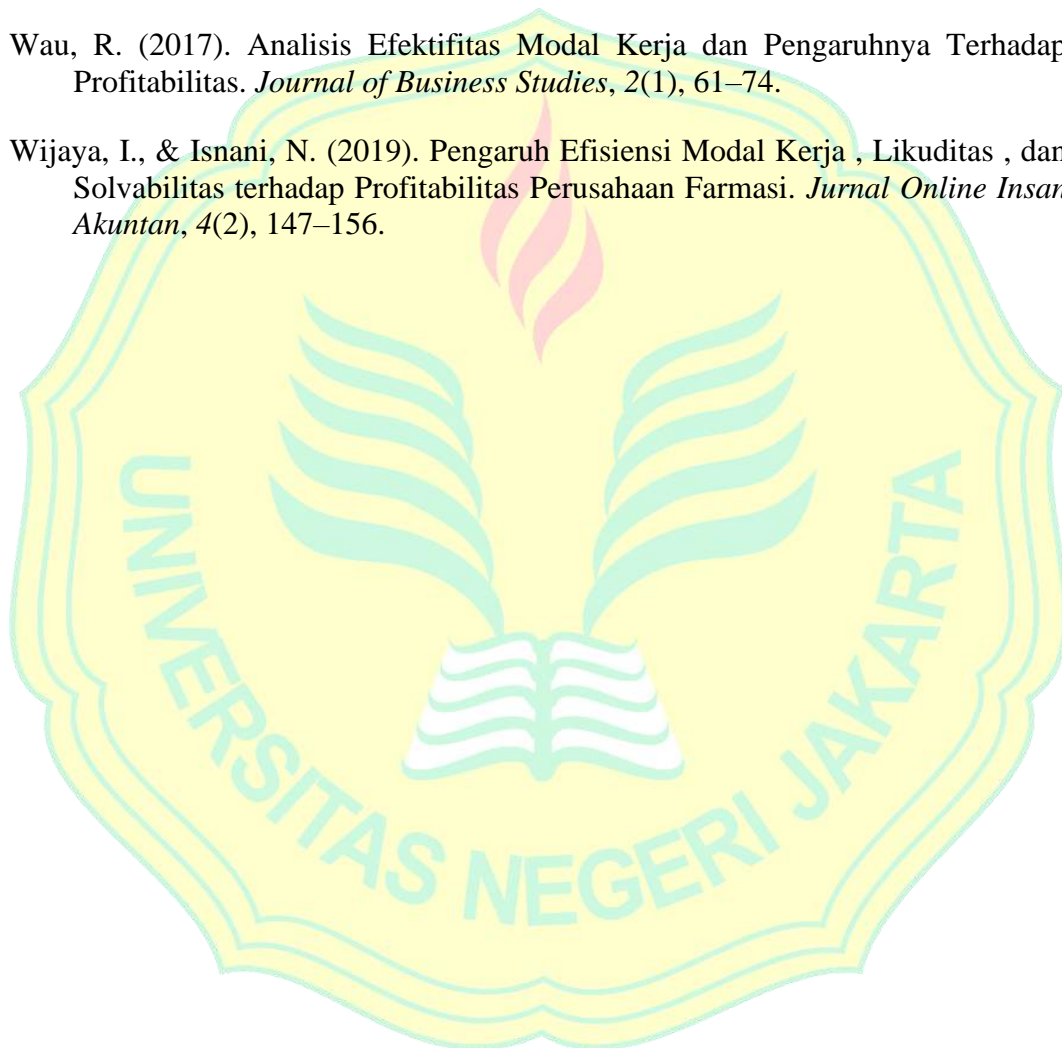 Wau, R. (2017). Analisis Efektifitas Modal Kerja dan Pengaruhnya Terhadap
Profitabilitas. Journal of Business Studies, 2(1), 61–74.
Wijaya, I., & Isnani, N. (2019). Pengaruh Efisiensi Modal Kerja , Likuditas , dan
Solvabilitas terhadap Profitabilitas Perusahaan Farmasi. Jurnal Online Insan
Akuntan, 4(2), 147–156.
UNIVERSITAS NEGERI JAKARTA